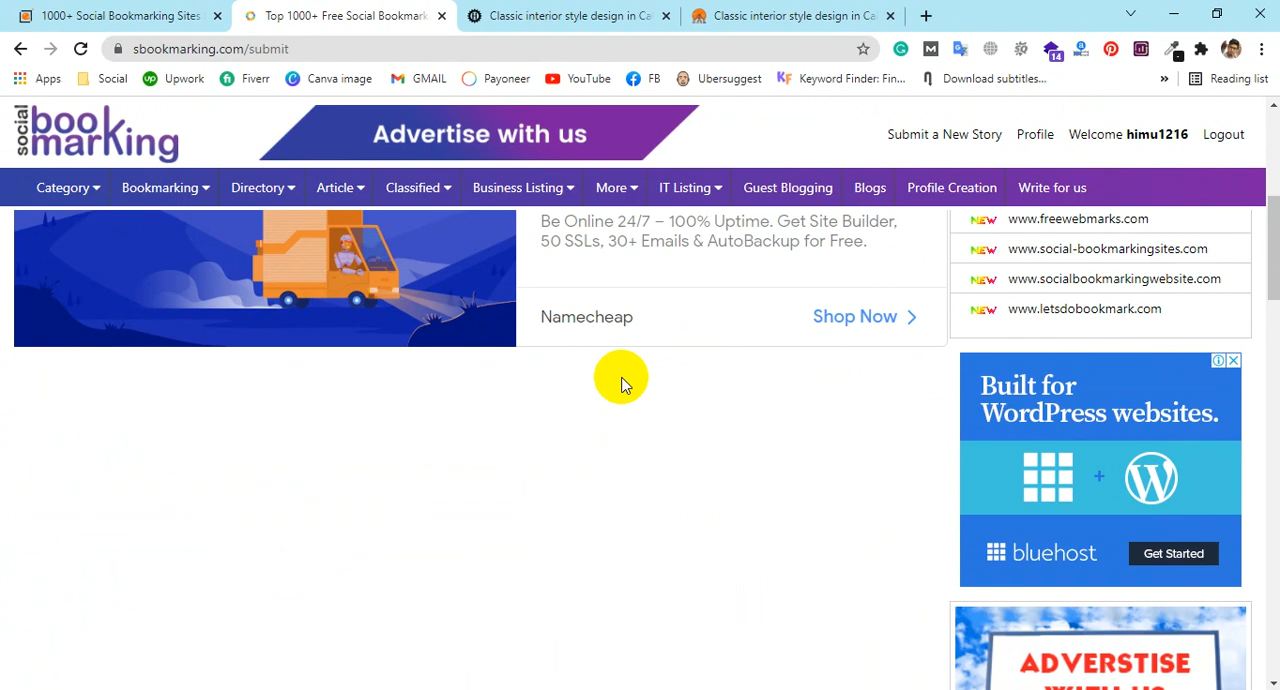 1000+ Social Bookmarking Sites
Top 1000+ Free Social Bookmark
Classic interior style design in Ca
Classic interior style design in Ca
sbookmarking.com/submit
14
Apps
Social
Upwork
Fiverr
Canva image
GMAIL
Payoneer
YouTube
FB
Ubersuggest
Keyword Finder: Fin...
Download subtitles...
»
Reading list
social bookmarking
Advertise with us
Submit a New Story
Profile
Welcome himu1216
Logout
Category
Bookmarking
Directory
Article
Classified
Business Listing
More
IT Listing
Guest Blogging
Blogs
Profile Creation
Write for us
Be Online 24/7 – 100% Uptime. Get Site Builder,
50 SSLs, 30+ Emails & AutoBackup for Free.
Namecheap
Shop Now
NEW www.freewebmarks.com
NEW www.social-bookmarkingsites.com
NEW www.socialbookmarkingwebsite.com
NEW www.letsdobookmark.com
Built for
WordPress websites.
+
bluehost
Get Started
ADVERSTISE
WITH US